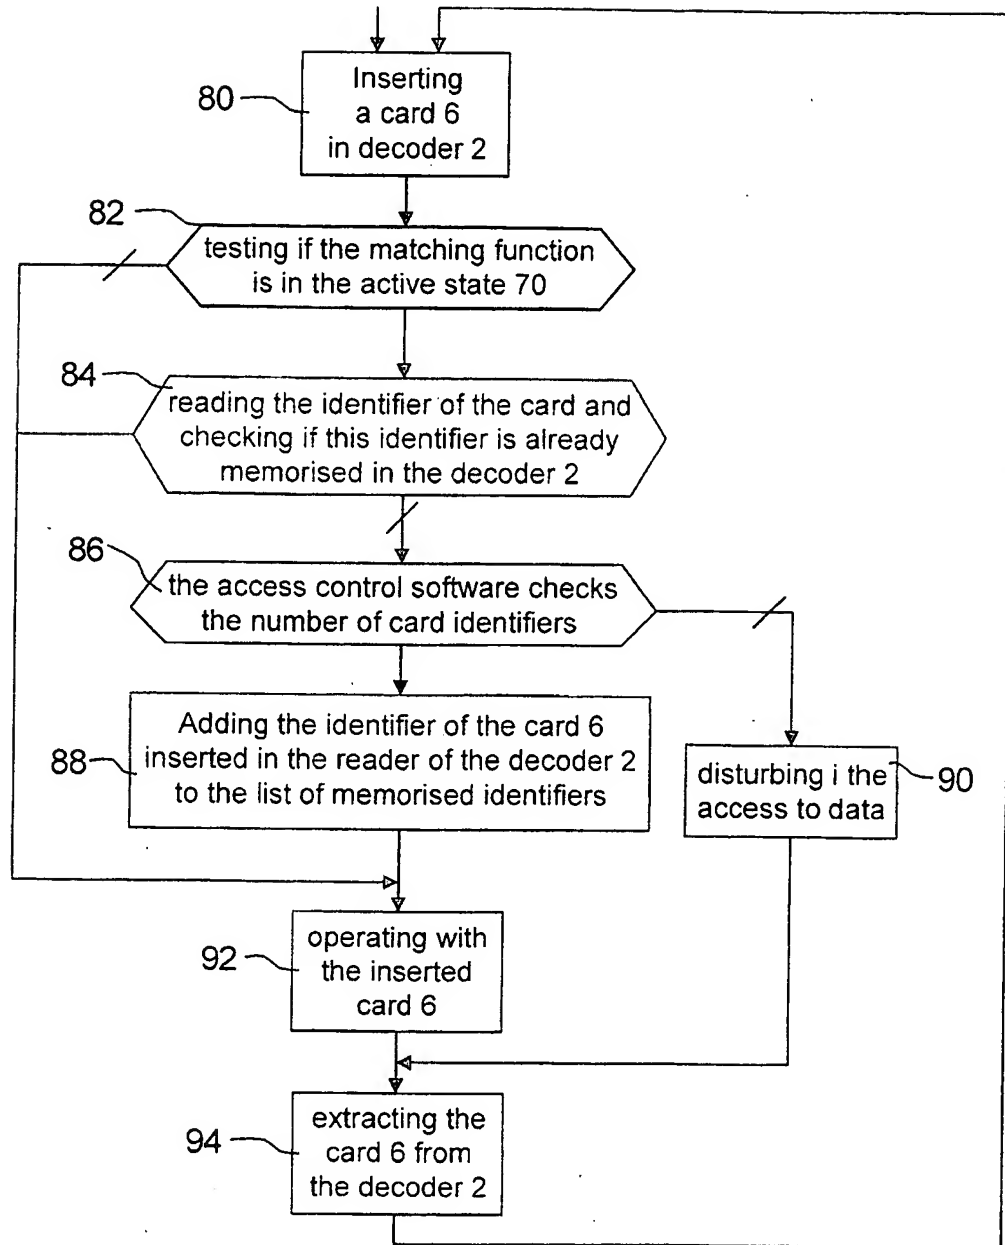 80
Inserting
a card 6
in decoder 2
82
testing if the matching function
is in the active state 70
84
reading the identifier of the card and
checking if this identifier is already
memorised in the decoder 2
86
the access control software checks
the number of card identifiers
88
Adding the identifier of the card 6
inserted in the reader of the decoder 2
to the list of memorised identifiers
disturbing i the
access to data
90
92
operating with
the inserted
card 6
94
extracting the
card 6 from
the decoder 2